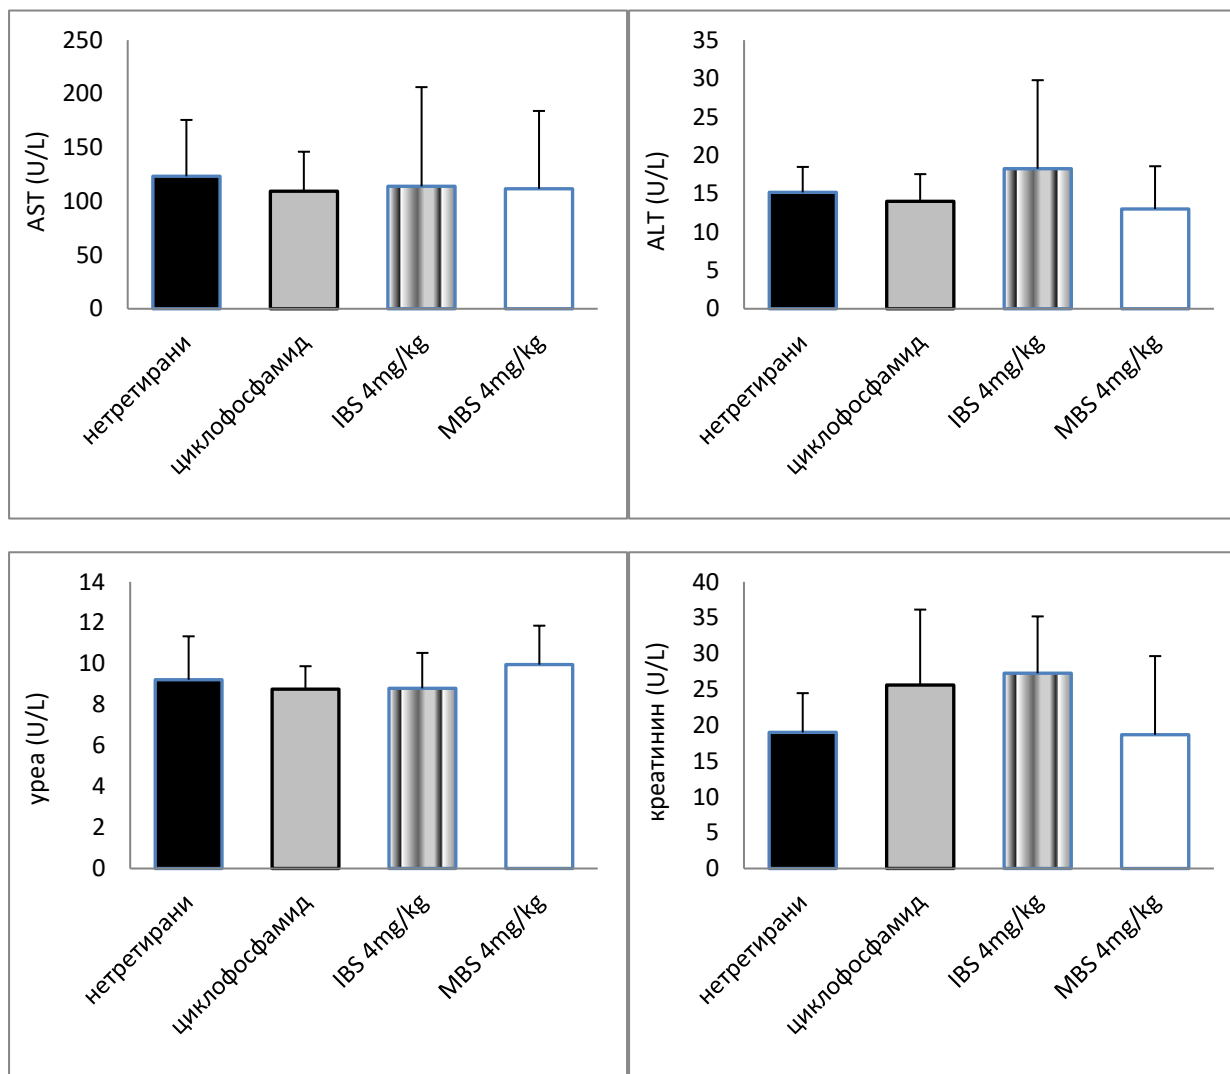 AST (U/L)
250
200
150
100
50
0
нетретирани
циклофосфамид
IBS 4mg/kg
MBS 4mg/kg
ALT (U/L)
35
30
25
20
15
10
5
0
нетретирани
циклофосфамид
IBS 4mg/kg
MBS 4mg/kg
уреа (U/L)
14
12
10
8
6
4
2
0
нетретирани
циклофосфамид
IBS 4mg/kg
MBS 4mg/kg
креатинин (U/L)
40
35
30
25
20
15
10
5
0
нетретирани
циклофосфамид
IBS 4mg/kg
MBS 4mg/kg